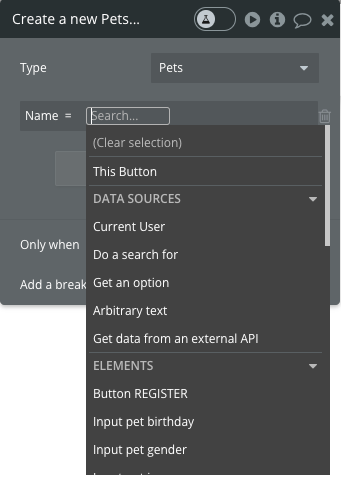 Create a new Pets...
Type Pets
Name = Search...
(Clear selection)
This Button
DATA SOURCES
Current User
Do a search for
Get an option
Arbitrary text
Get data from an external API
ELEMENTS
Button REGISTER
Input pet birthday
Input pet gender
Only when
Add a break